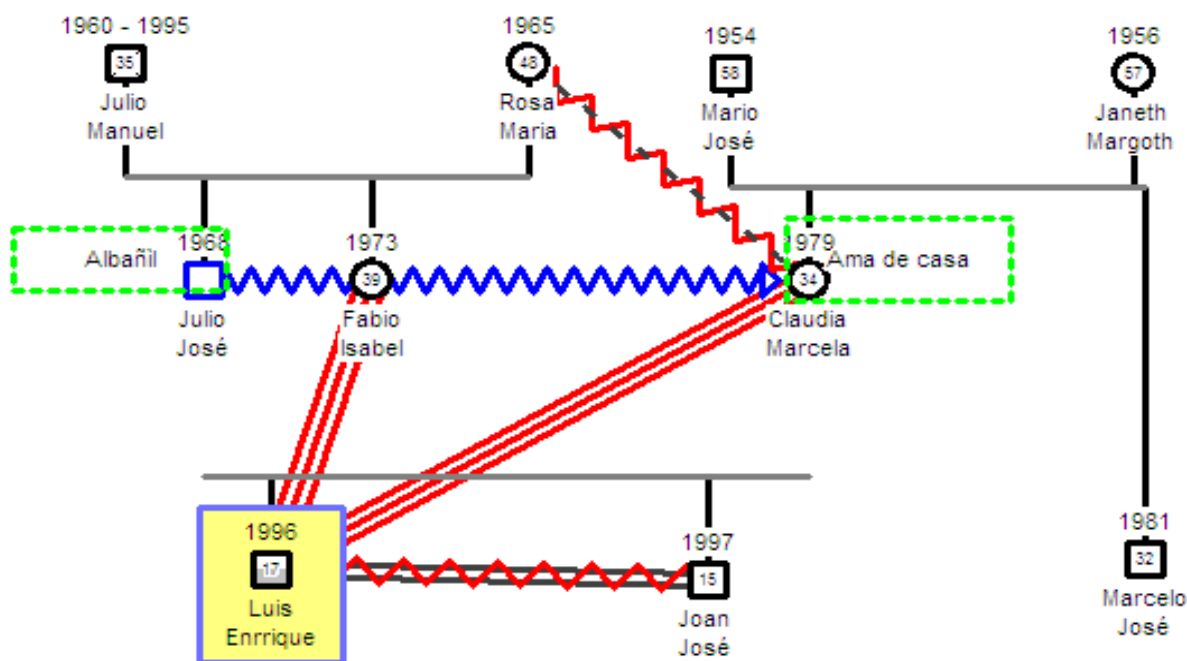 1960 - 1995
35
Julio
Manuel
1965
48
Rosa
Maria
1954
58
Mario
José
1956
57
Janeth
Margoth
Albañil
1968
Julio
José
1973
39
Fabio
Isabel
1979
34
Ama de casa
Claudia
Marcela
1996
17
Luis
Enrrique
1997
15
Joan
José
1981
32
Marcelo
José